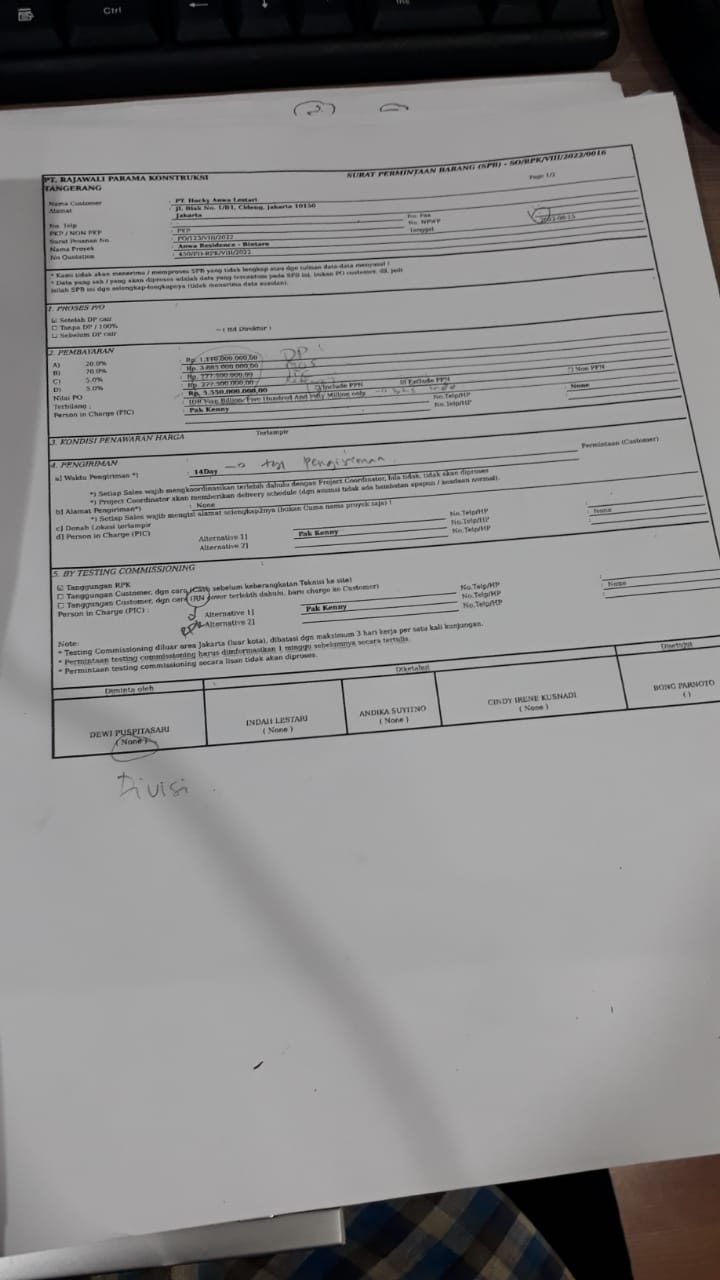 Ctrl
PT. RAJAWALI PARAMA KONSTRUKSI
TANGERANG
SURAT PERMINTAAN BARANG (SPB) - SO/RPK/VIII/2022/0016
Page 1/2
Nama Customer : PT. Hocky Anwa Lestari
Alamat : Jl. Biak No. 1/B1, Cideng, Jakarta 10150
Jakarta
No. Telp No. Fax
PKP / NON PKP : PKP No. NPWP
Surat Pesanan No : PO/123/VIII/2022 Tanggal 2022-08-25
Nama Proyek : Anwa Residence - Bintaro
No Quotation : 450/PH-RPK/VIII/2022
* Kami tidak akan menerima / memproses SPB yang tidak lengkap atau dgn tulisan data-data menyusul !
* Data yang sah / yang akan diproses adalah data yang tercantum pada SPB ini, bukan PO customer, dll, jadi
isilah SPB ini dgn selengkap-lengkapnya (tidak menerima data susulan).
1. PROSES P/O
☑ Setelah DP cair
☐ Tanpa DP / 100%
☐ Sebelum DP cair
~ ( ttd Direktur )
2. PEMBAYARAN
A) 20.0% : Rp. 1,110,000,000.00 DP
B) 70.0% : Rp. 3,885,000,000.00
C) 5.0% : Rp. 277,500,000.00
D) 5.0% : Rp. 277,500,000.00
Nilai PO : Rp. 5,550,000,000.00 ☐ Include PPN ☑ Exclude PPN ☐ Non PPN
Terbilang : IDR Five Billion Five Hundred And Fifty Million only
Person in Charge (PIC) : Pak Kenny No.Telp/HP : None
No.Telp/HP
3. KONDISI PENAWARAN HARGA Terlampir
4. PENGIRIMAN Permintaan (Customer)
a) Waktu Pengiriman *) : 14Day → tgl pengiriman
*) Setiap Sales wajib mengkoordinasikan terlebih dahulu dengan Project Coordinator, bila tidak, tidak akan diproses
*) Project Coordinator akan memberikan delivery schedule (dgn asumsi tidak ada hambatan apapun / keadaan normal).
b) Alamat Pengiriman*) : None
*) Setiap Sales wajib mengisi alamat selengkap2nya (bukan Cuma nama proyek saja) !
c) Denah Lokasi terlampir
d) Person in Charge (PIC) Alternative 1] Pak Kenny No.Telp/HP : None
Alternative 2] No.Telp/HP
No.Telp/HP
5. BY TESTING COMMISSIONING
☑ Tanggungan RPK
☐ Tanggungan Customer, dgn cara (Cash sebelum keberangkatan Teknisi ke site)
☐ Tanggungan Customer, dgn cara (RN cover terlebih dahulu, baru charge ke Customer)
Person in Charge (PIC) : Alternative 1] Pak Kenny No.Telp/HP : None
Alternative 2] No.Telp/HP
No.Telp/HP
Note:
* Testing Commissioning diluar area Jakarta (luar kota), dibatasi dgn maksimum 3 hari kerja per satu kali kunjungan.
* Permintaan testing commissioning harus diinformasikan 1 minggu sebelumnya secara tertulis.
* Permintaan testing commissioning secara lisan tidak akan diproses.
Diminta oleh Diketahui Disetujui
DEWI PUSPITASARI INDAH LESTARI ANDIKA SUYITNO CINDY IRENE KUSNADI BONG PARNOTO
( None ) ( None ) ( None ) ( None ) ( )
Divisi